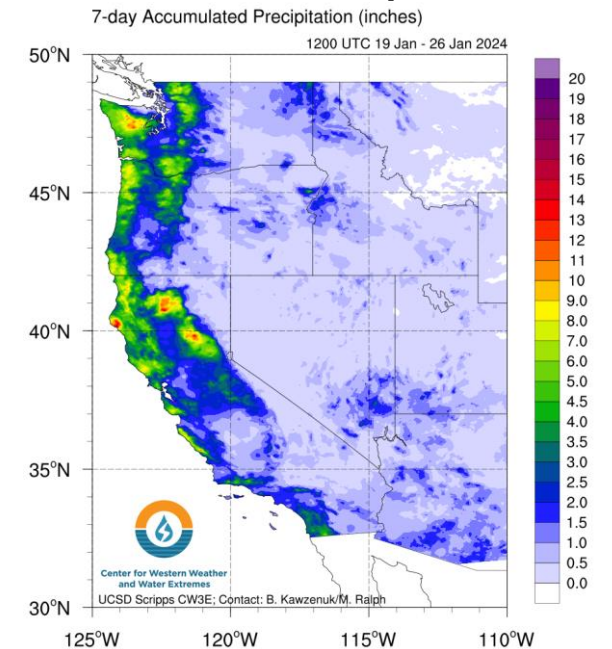 7-day Accumulated Precipitation (inches)
1200 UTC 19 Jan - 26 Jan 2024
50°N
45°N
40°N
35°N
30°N
125°W
120°W
115°W
110°W
20
19
18
17
16
15
14
13
12
11
10
9.0
8.0
7.0
6.0
5.0
4.5
4.0
3.5
3.0
2.5
2.0
1.5
1.0
0.5
0.0
Center for Western Weather
and Water Extremes
UCSD Scripps CW3E; Contact: B. Kawzenuk/M. Ralph